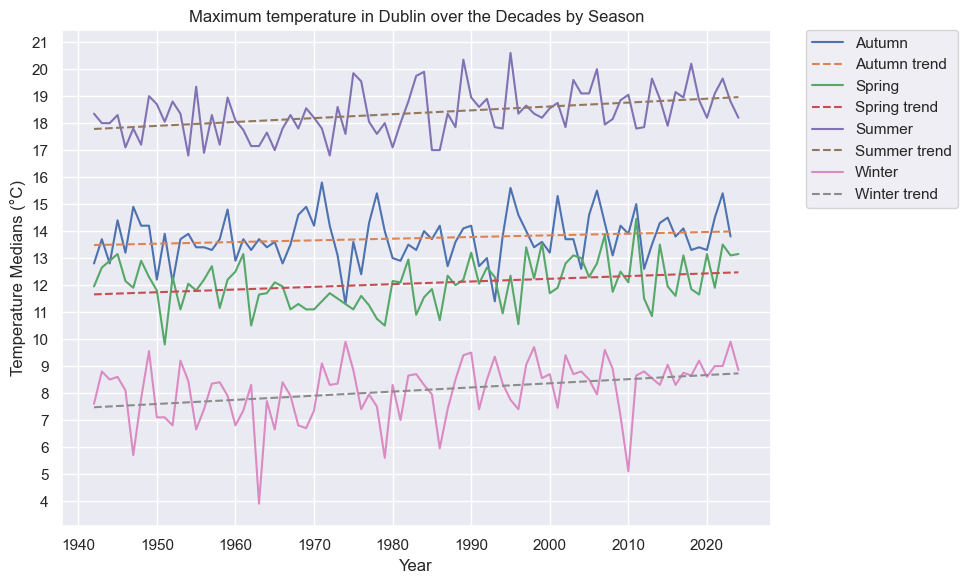 Maximum temperature in Dublin over the Decades by Season
Temperature Medians (°C)
21
20
19
18
17
16
15
14
13
12
11
10
9
8
7
6
5
4
1940
1950
1960
1970
1980
1990
2000
2010
2020
Year
Autumn
Autumn trend
Spring
Spring trend
Summer
Summer trend
Winter
Winter trend